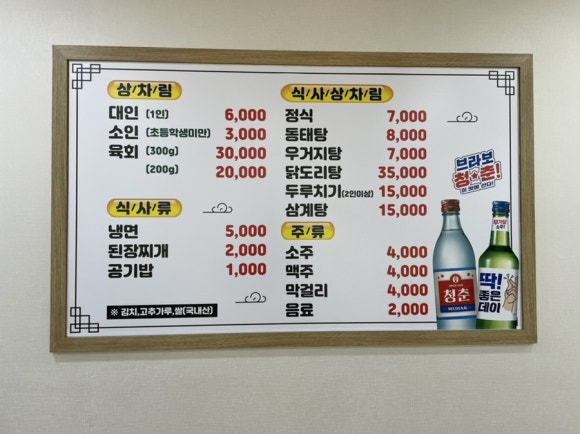 상/차/림
대인 (1인) 6,000
소인 (초등학생미만) 3,000
육회 (300g) 30,000
(200g) 20,000
식/사/류
냉면 5,000
된장찌개 2,000
공기밥 1,000
※ 김치,고추가루,쌀(국내산)
식/사/상/차/림
정식 7,000
동태탕 8,000
우거지탕 7,000
닭도리탕 35,000
두루치기(2인이상) 15,000
삼계탕 15,000
주/류
소주 4,000
맥주 4,000
막걸리 4,000
음료 2,000
브라보
청춘!
청춘
딱!
좋은
데이